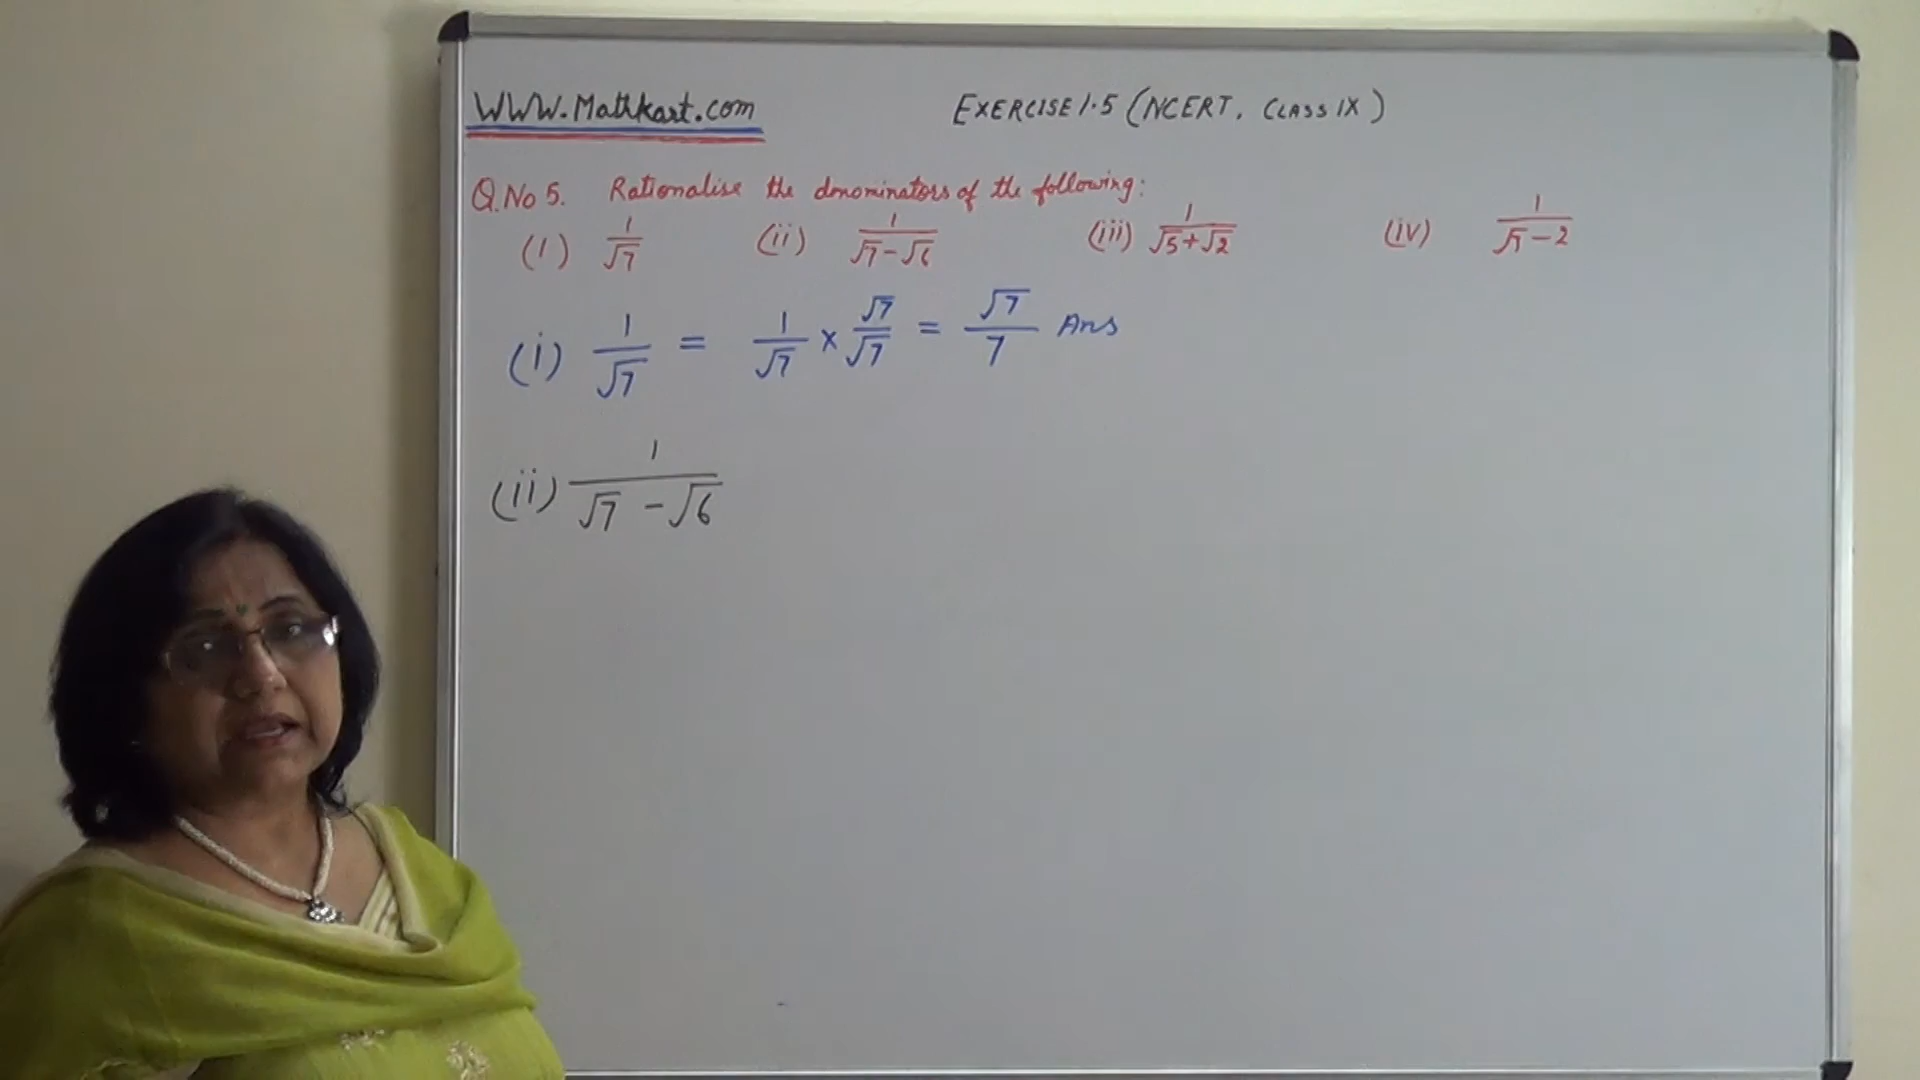 WWW.Mathkart.com EXERCISE 1.5 (NCERT, CLASS IX)
Q.No 5. Rationalise the denominators of the following:
(i) 1/√7 (ii) 1/√7-√6 (iii) 1/√5+√2 (iv) 1/√7-2
(i) 1/√7 = 1/√7 × √7/√7 = √7/7 Ans
(ii) 1/√7 - √6